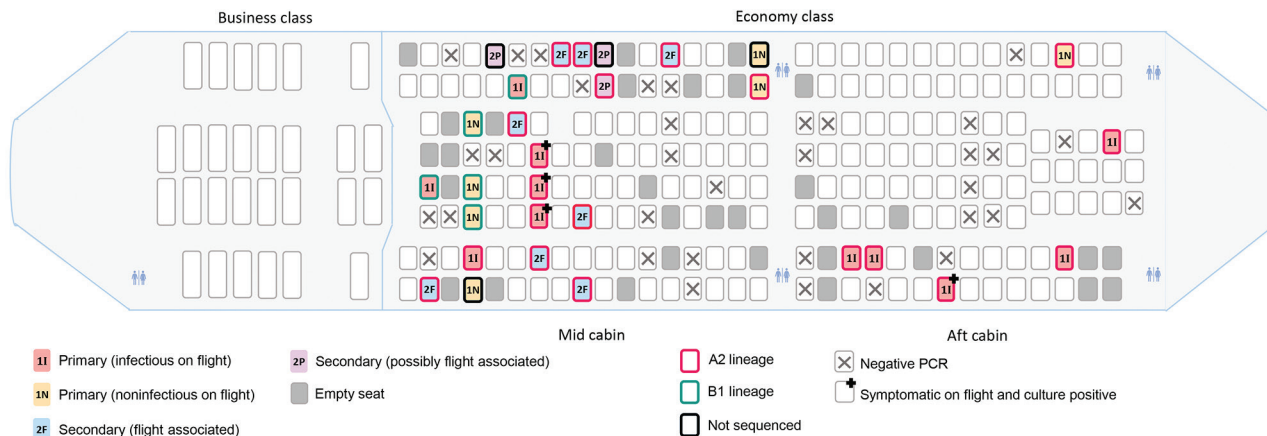 Business class
Economy class
2P 2F 2F 2P 2F 1N 1N
1I 2P 1N
1N 2F
1I 1I
1I 1N 1I
1N 1I 2F
1I 2F 1I 1I 1I
2F 1N 2F 1I
Mid cabin
Aft cabin
1I Primary (infectious on flight)
2P Secondary (possibly flight associated)
A2 lineage
Negative PCR
1N Primary (noninfectious on flight)
Empty seat
B1 lineage
Symptomatic on flight and culture positive
2F Secondary (flight associated)
Not sequenced